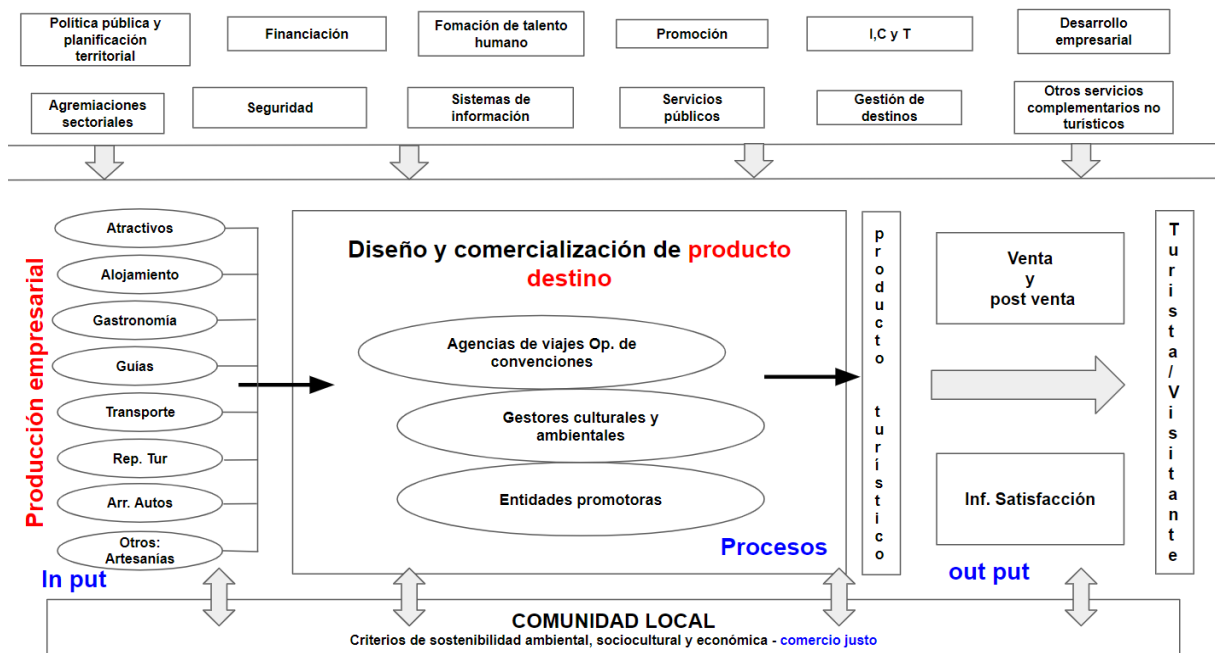 Política pública y
planificación
territorial
Financiación
Fomación de talento
humano
Promoción
I,C y T
Desarrollo
empresarial
Agremiaciones
sectoriales
Seguridad
Sistemas de
información
Servicios
públicos
Gestión de
destinos
Otros servicios
complementarios no
turísticos
Producción empresarial
Atractivos
Alojamiento
Gastronomía
Guías
Transporte
Rep. Tur
Arr. Autos
Otros:
Artesanías
In put
Diseño y comercialización de producto
destino
Agencias de viajes Op. de
convenciones
Gestores culturales y
ambientales
Entidades promotoras
Procesos
producto turístico
Venta
y
post venta
Inf. Satisfacción
out put
Turista/Visitante
COMUNIDAD LOCAL
Criterios de sostenibilidad ambiental, sociocultural y económica - comercio justo